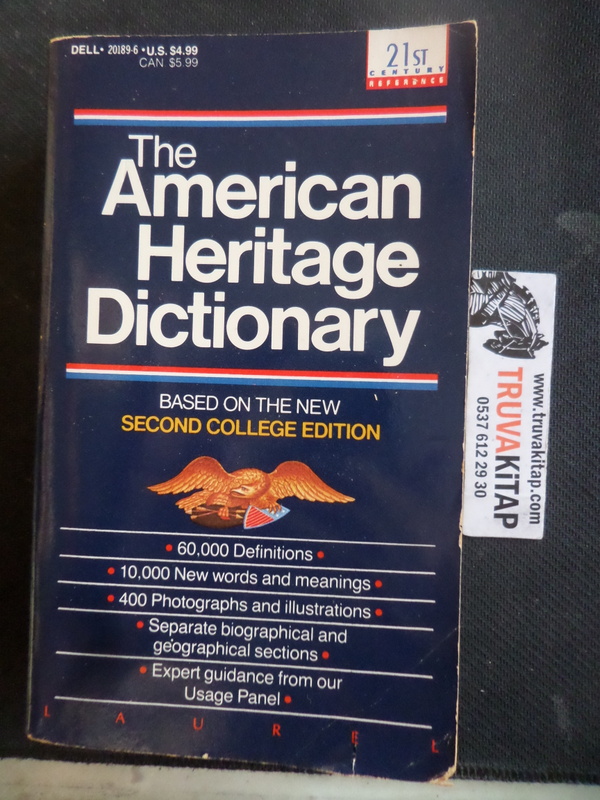 DELL • 20189-6 • U.S. $4.99
CAN $5.99
21ST
CENTURY
REFERENCE
The
American
Heritage
Dictionary
BASED ON THE NEW
SECOND COLLEGE EDITION
• 60,000 Definitions •
• 10,000 New words and meanings •
• 400 Photographs and illustrations •
• Separate biographical and
geographical sections •
• Expert guidance from our
Usage Panel •
LAUREL
www.truvakitap.com
TRUVAKiTAP
0537 612 29 30